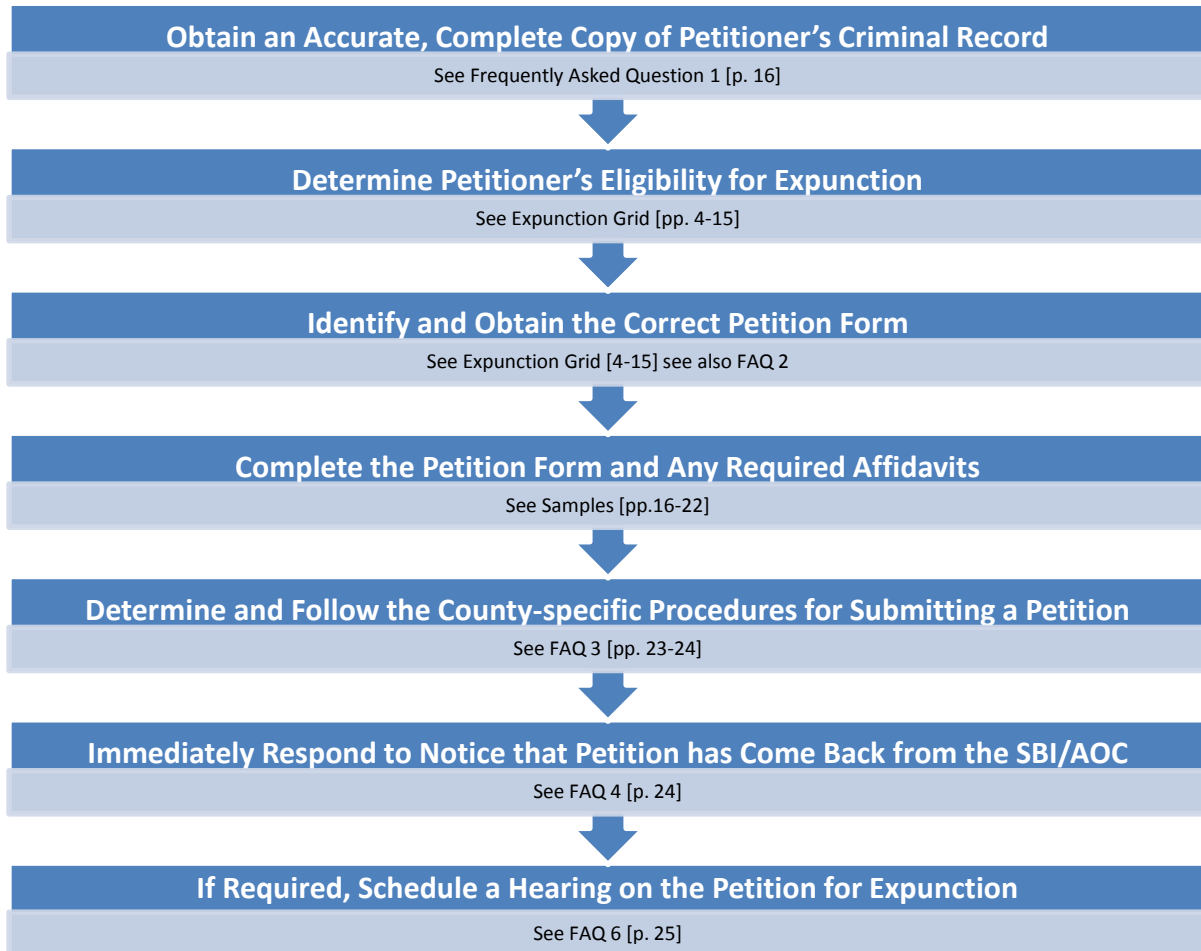 Obtain an Accurate, Complete Copy of Petitioner’s Criminal Record
See Frequently Asked Question 1 [p. 16]
Determine Petitioner’s Eligibility for Expunction
See Expunction Grid [pp. 4-15]
Identify and Obtain the Correct Petition Form
See Expunction Grid [4-15] see also FAQ 2
Complete the Petition Form and Any Required Affidavits
See Samples [pp.16-22]
Determine and Follow the County-specific Procedures for Submitting a Petition
See FAQ 3 [pp. 23-24]
Immediately Respond to Notice that Petition has Come Back from the SBI/AOC
See FAQ 4 [p. 24]
If Required, Schedule a Hearing on the Petition for Expunction
See FAQ 6 [p. 25]